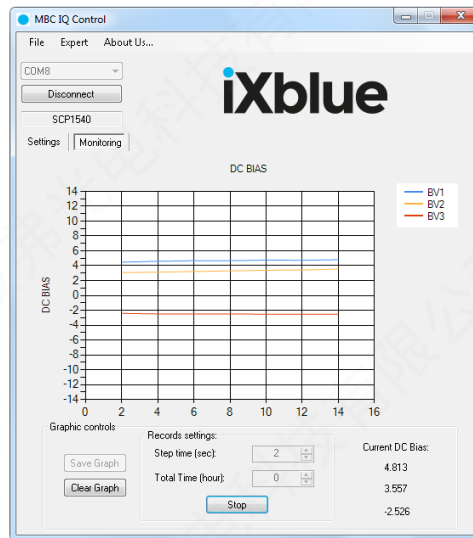 MBC IQ Control
File Expert About Us...
COM8
Disconnect
SCP1540
iXblue
Settings Monitoring
DC BIAS
14
12
10
8
6
4
2
0
-2
-4
-6
-8
-10
-12
-14
DC BIAS
0 2 4 6 8 10 12 14 16
BV1
BV2
BV3
Graphic controls
Records settings:
Step time (sec): 2
Total Time (hour): 0
Save Graph
Clear Graph
Stop
Current DC Bias:
4.813
3.557
-2.526